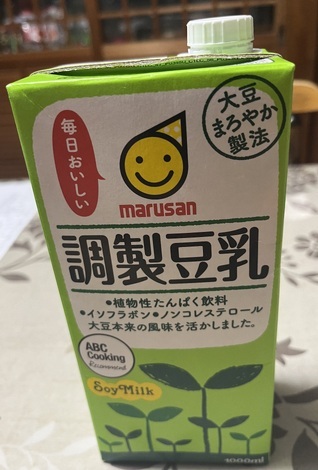 大豆
まろやか
製法
毎日おいしい
marusan
調製豆乳
●植物性たんぱく飲料
●イソフラボン●ノンコレステロール
大豆本来の風味を活かしました。
ABC
Cooking
Recommend
Soy Milk
1000ml